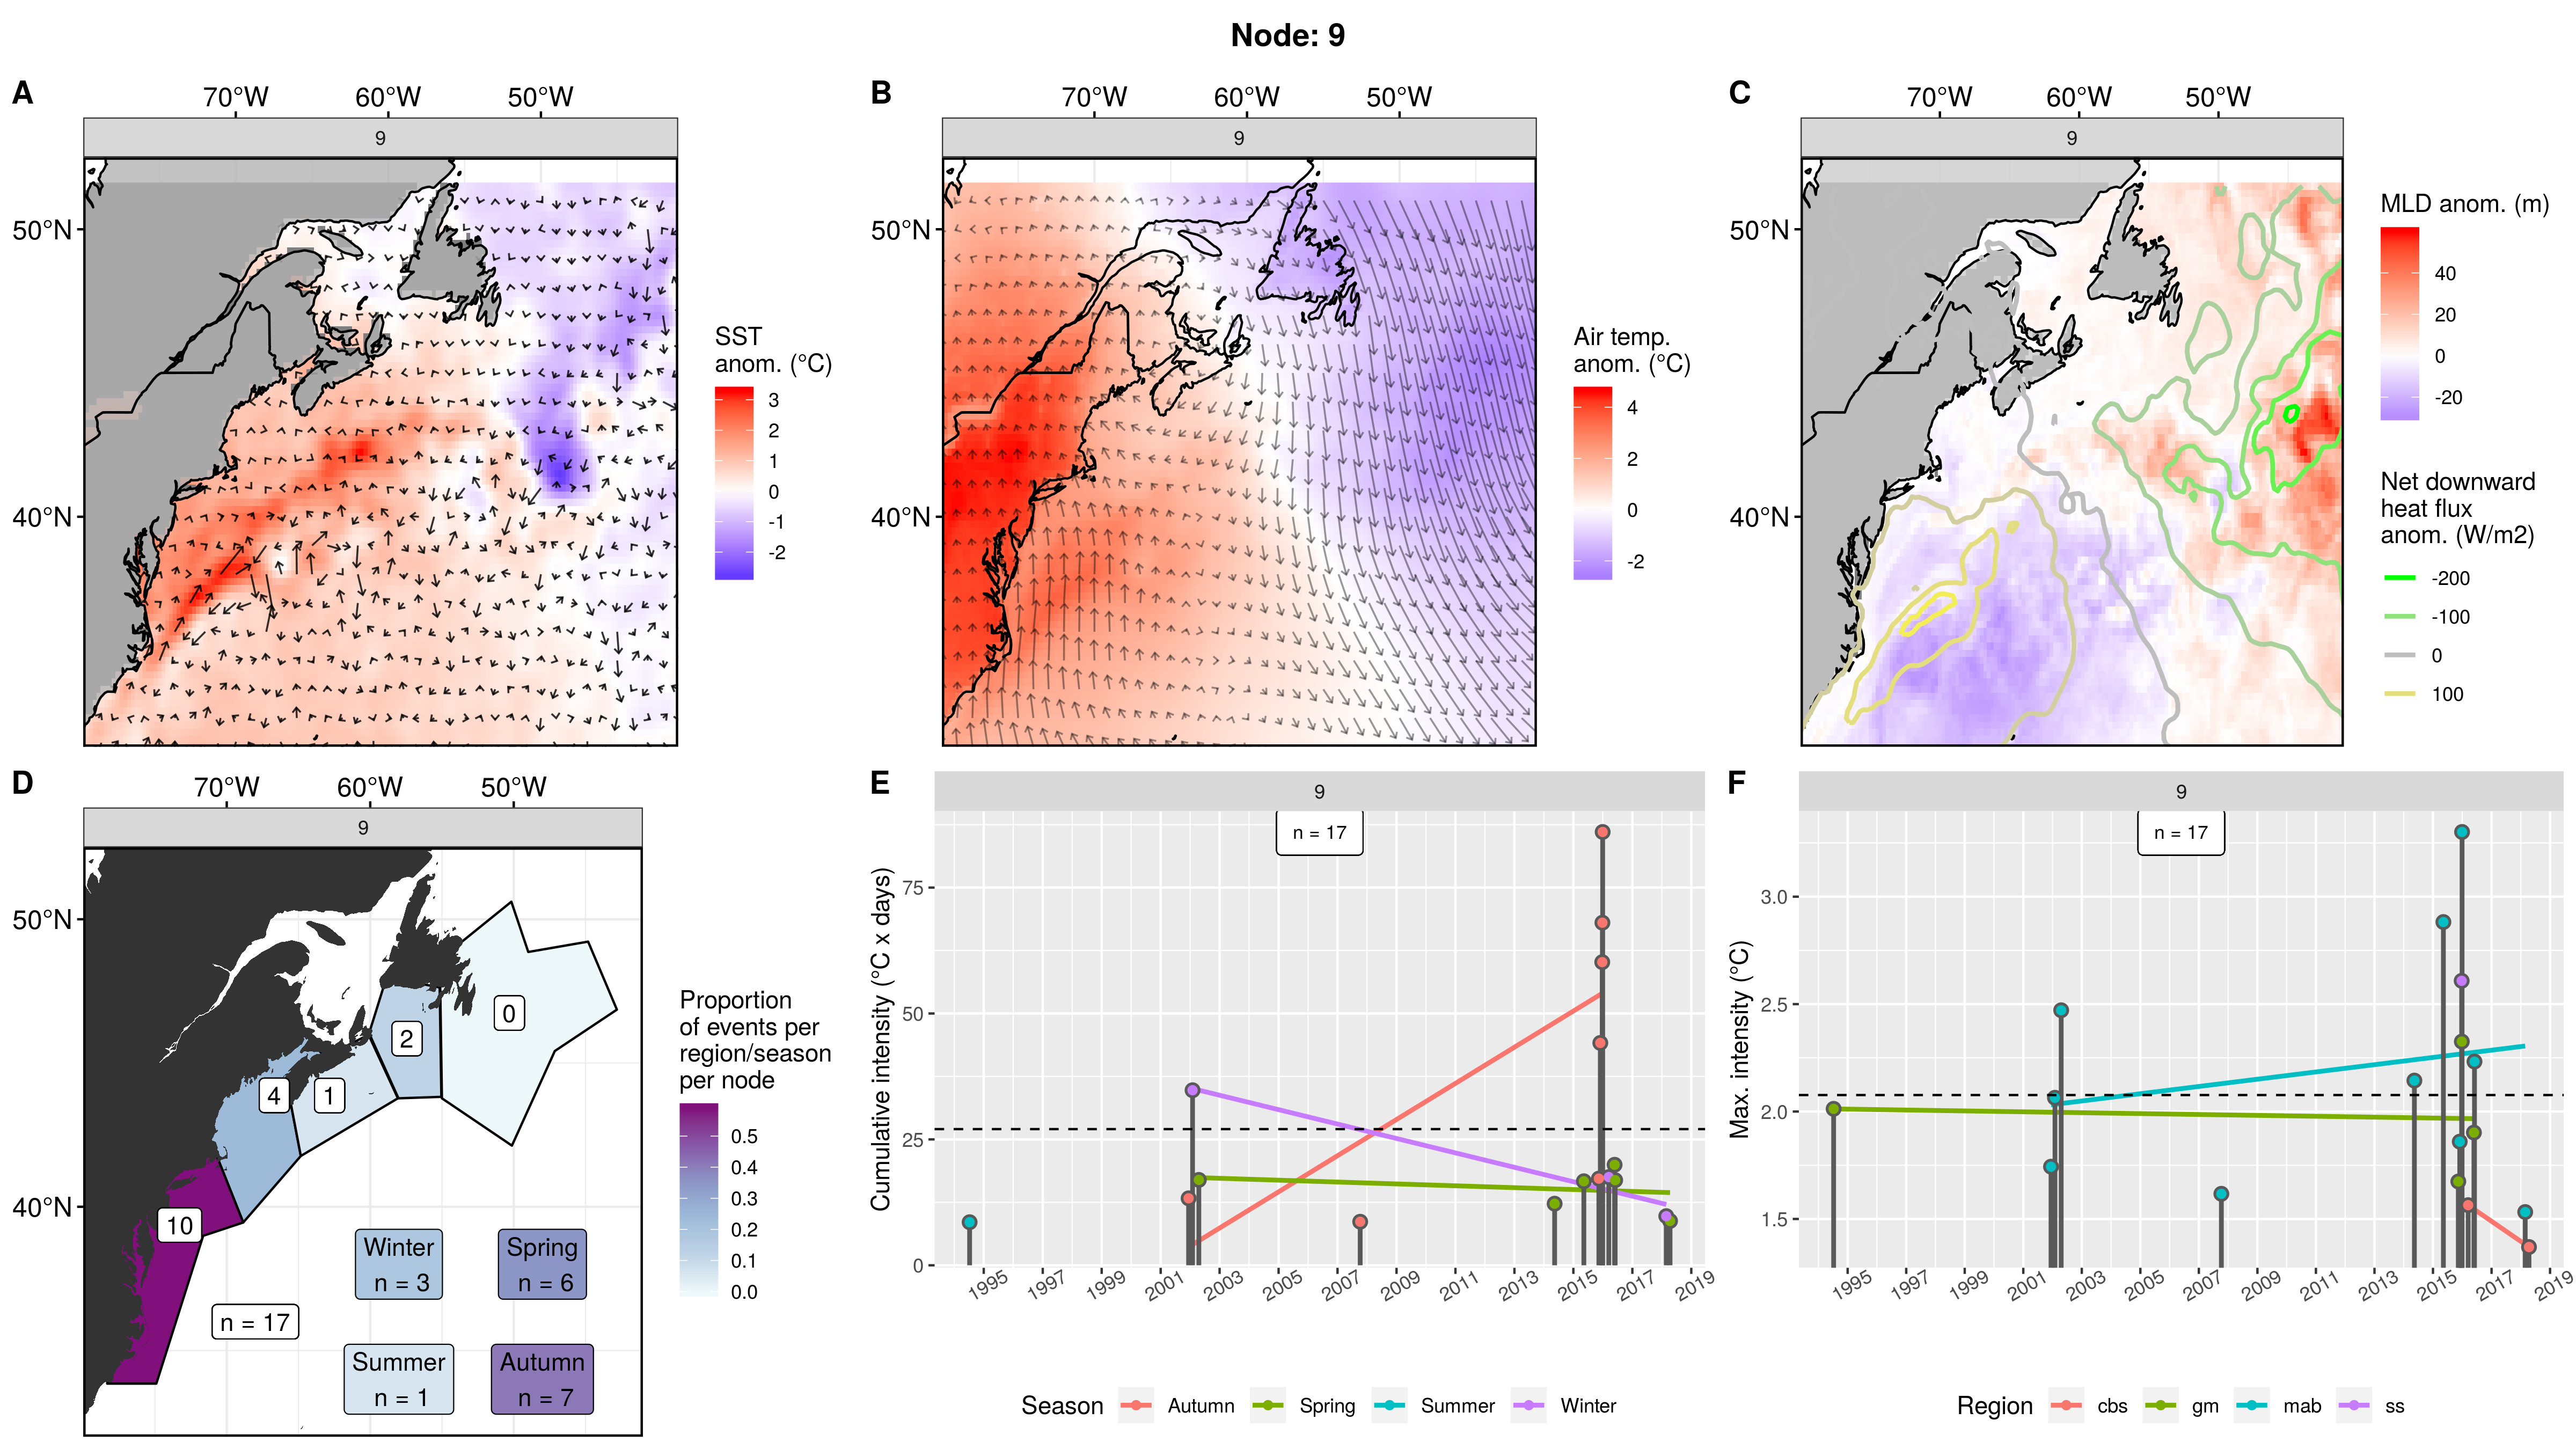 Node: 9
A
70°W 60°W 50°W
9
50°N
40°N
SST
anom. (°C)
3
2
1
0
-1
-2
B
70°W 60°W 50°W
9
50°N
40°N
Air temp.
anom. (°C)
4
2
0
-2
C
70°W 60°W 50°W
9
50°N
40°N
MLD anom. (m)
40
20
0
-20
Net downward
heat flux
anom. (W/m2)
-200
-100
0
100
D
70°W 60°W 50°W
9
50°N
40°N
0
2
4
1
10
n = 17
Winter
n = 3
Spring
n = 6
Summer
n = 1
Autumn
n = 7
Proportion
of events per
region/season
per node
0.5
0.4
0.3
0.2
0.1
0.0
E
9
n = 17
Cumulative intensity (°C x days)
75
50
25
0
1995 1997 1999 2001 2003 2005 2007 2009 2011 2013 2015 2017 2019
Season Autumn Spring Summer Winter
F
9
n = 17
Max. intensity (°C)
3.0
2.5
2.0
1.5
1995 1997 1999 2001 2003 2005 2007 2009 2011 2013 2015 2017 2019
Region cbs gm mab ss